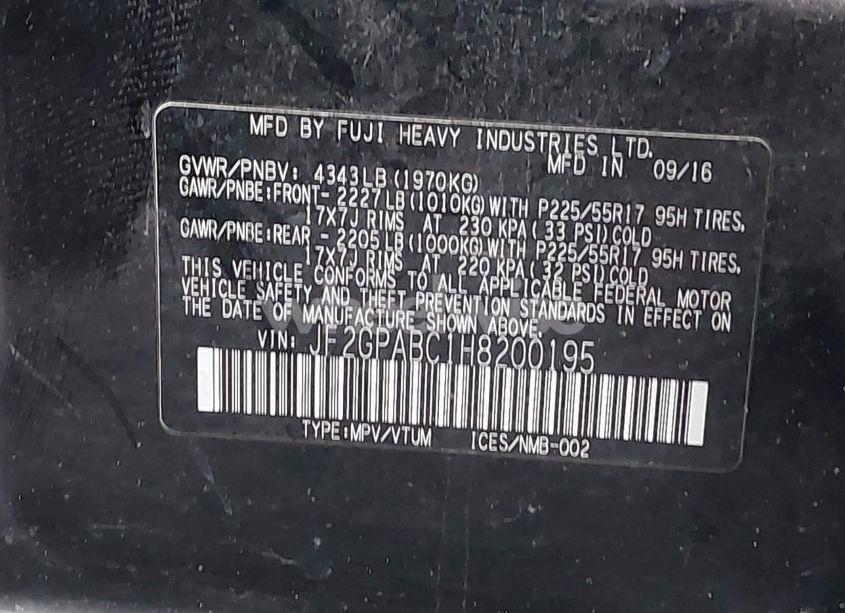 MFD BY FUJI HEAVY INDUSTRIES LTD.
MFD IN 09/16
GVWR/PNBV: 4343LB(1970KG)
GAWR/PNBE:FRONT- 2227LB(1010KG)WITH P225/55R17 95H TIRES.
17X7J RIMS AT 230 KPA( 33 PSI)COLD
GAWR/PNBE:REAR - 2205LB(1000KG)WITH P225/55R17 95H TIRES.
17X7J RIMS AT 220 KPA( 32 PSI)COLD
THIS VEHICLE CONFORMS TO ALL APPLICABLE FEDERAL MOTOR
VEHICLE SAFETY AND THEFT PREVENTION STANDARDS IN EFFECT ON
THE DATE OF MANUFACTURE SHOWN ABOVE.
VIN: JF2GPABC1H8200195
TYPE:MPV/VTUM ICES/NMB-002